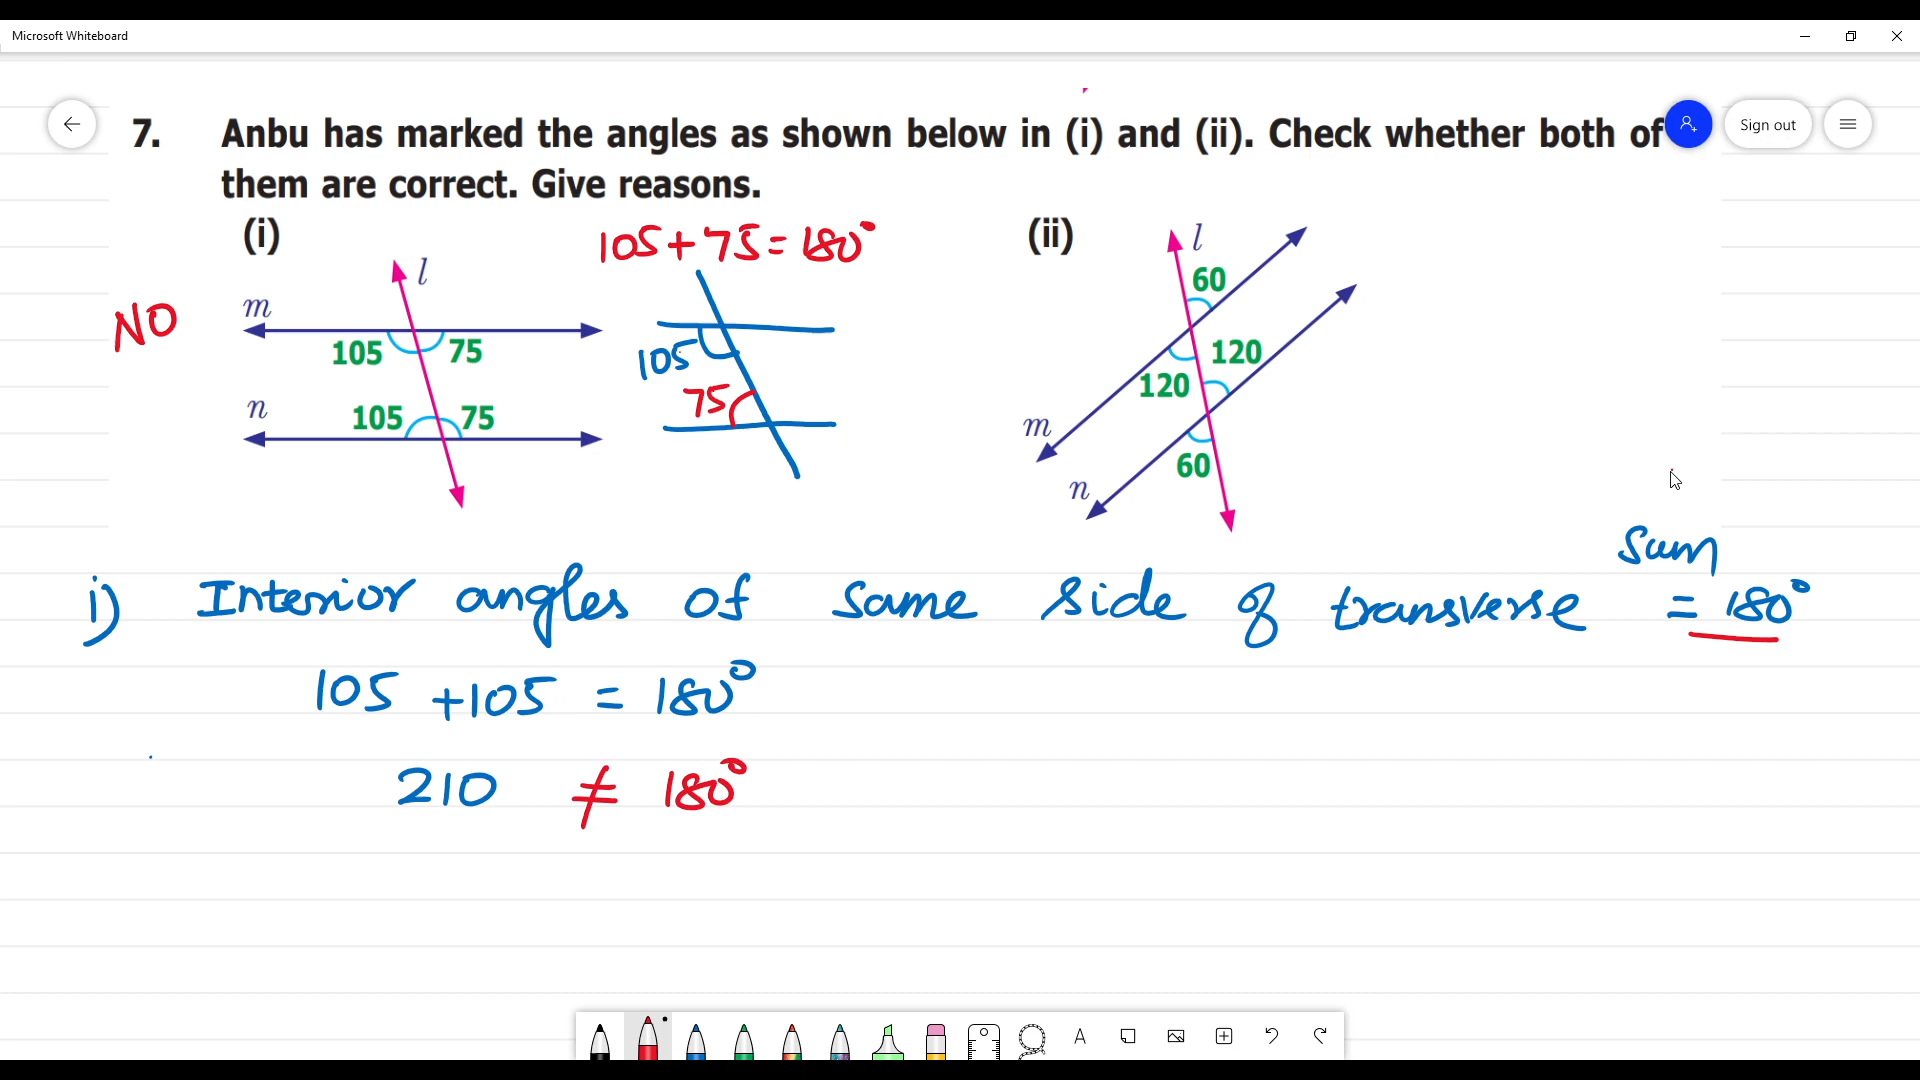 Microsoft Whiteboard
Sign out
7. Anbu has marked the angles as shown below in (i) and (ii). Check whether both of
them are correct. Give reasons.
(i)
105+75=180°
NO
l
m
105 75
n
105 75
105
75
(ii)
l
60
120
120
m
60
n
Sum
i) Interior angles of same side of transverse = 180°
105 +105 = 180°
210 ≠ 180°
A